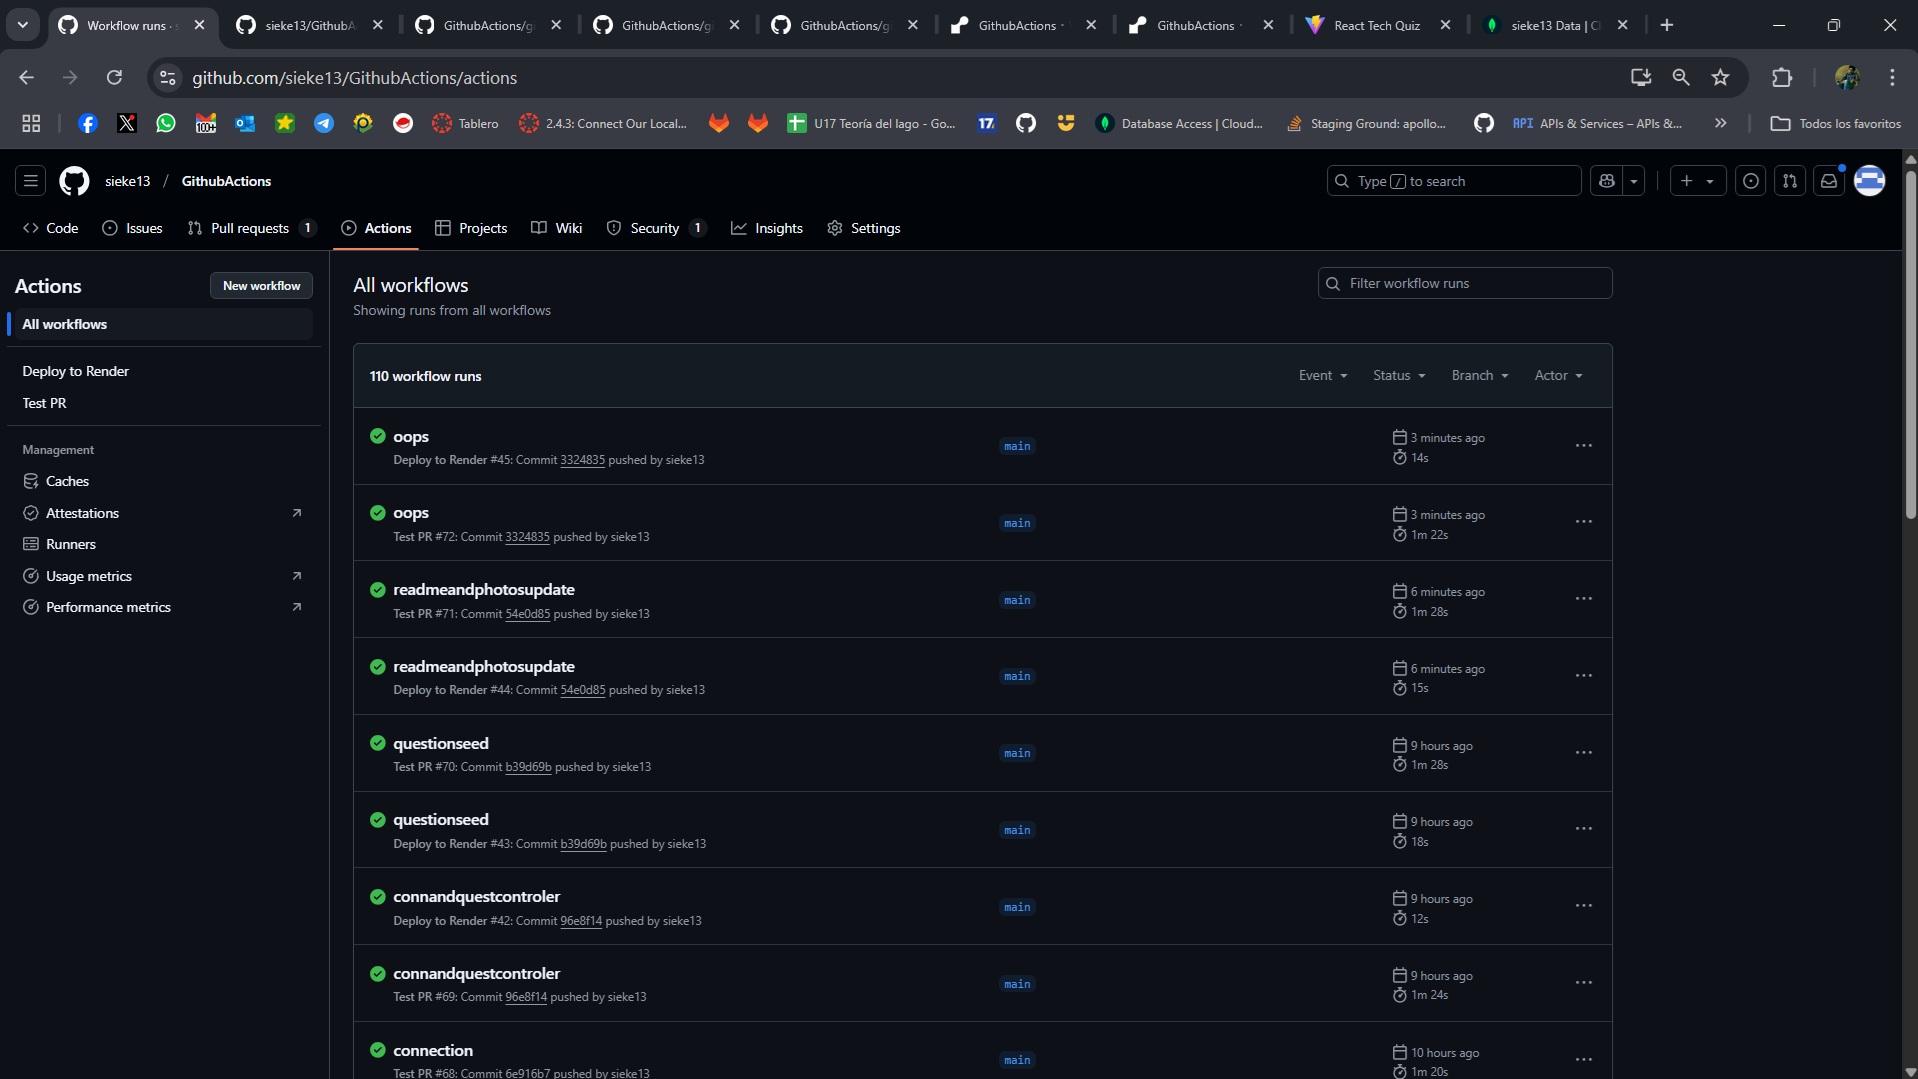 Workflow runs · s
sieke13/GithubA
GithubActions/g
GithubActions/g
GithubActions/g
GithubActions ·
GithubActions ·
React Tech Quiz
sieke13 Data | Cl
github.com/sieke13/GithubActions/actions
100+
Tablero
2.4.3: Connect Our Local...
U17 Teoría del lago - Go...
17
Database Access | Cloud...
Staging Ground: apollo...
API APIs & Services – APIs &...
Todos los favoritos
sieke13 / GithubActions
Type / to search
Code
Issues
Pull requests 1
Actions
Projects
Wiki
Security 1
Insights
Settings
Actions
New workflow
All workflows
Deploy to Render
Test PR
Management
Caches
Attestations
Runners
Usage metrics
Performance metrics
All workflows
Showing runs from all workflows
Filter workflow runs
110 workflow runs
Event
Status
Branch
Actor
oops
Deploy to Render #45: Commit 3324835 pushed by sieke13
main
3 minutes ago
14s
oops
Test PR #72: Commit 3324835 pushed by sieke13
main
3 minutes ago
1m 22s
readmeandphotosupdate
Test PR #71: Commit 54e0d85 pushed by sieke13
main
6 minutes ago
1m 28s
readmeandphotosupdate
Deploy to Render #44: Commit 54e0d85 pushed by sieke13
main
6 minutes ago
15s
questionseed
Test PR #70: Commit b39d69b pushed by sieke13
main
9 hours ago
1m 28s
questionseed
Deploy to Render #43: Commit b39d69b pushed by sieke13
main
9 hours ago
18s
connandquestcontroler
Deploy to Render #42: Commit 96e8f14 pushed by sieke13
main
9 hours ago
12s
connandquestcontroler
Test PR #69: Commit 96e8f14 pushed by sieke13
main
9 hours ago
1m 24s
connection
Test PR #68: Commit 6e916b7 pushed by sieke13
main
10 hours ago
1m 20s